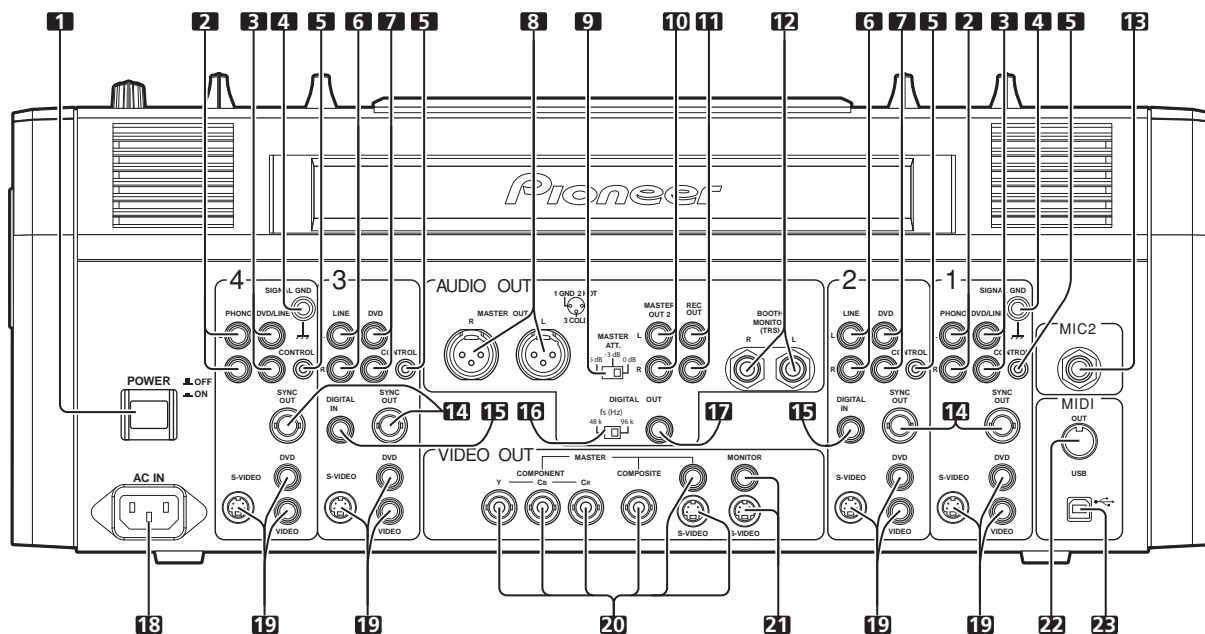 1 2 3 4 5 6 7 5 8 9 10 11 12 6 7 5 2 3 4 5 13
Pioneer
4
SIGNAL GND
PHONO DVD/LINE
CONTROL
SYNC OUT
DVD
S-VIDEO
VIDEO
3
LINE DVD
L
R CONTROL
DIGITAL IN
SYNC OUT
DVD
S-VIDEO
VIDEO
POWER
OFF
ON
AC IN
AUDIO OUT
MASTER OUT
R L
1 GND 2 HOT
3 COLD
MASTER ATT.
-3 dB
0 dB
MASTER OUT 2
REC OUT
L
R
BOOTH MONITOR (TRS)
R L
DIGITAL OUT
fs (Hz)
48 k 96 k
VIDEO OUT
MASTER
COMPONENT COMPOSITE
Y CB CR
S-VIDEO
MONITOR
S-VIDEO
2
LINE DVD
L
R CONTROL
DIGITAL IN
SYNC OUT
S-VIDEO
DVD
VIDEO
1
SIGNAL GND
PHONO DVD/LINE
R CONTROL
SYNC OUT
S-VIDEO
DVD
VIDEO
MIC2
MIDI
OUT
USB
14 15 16 17 15 14
18 19 19 20 21 19 19 22 23